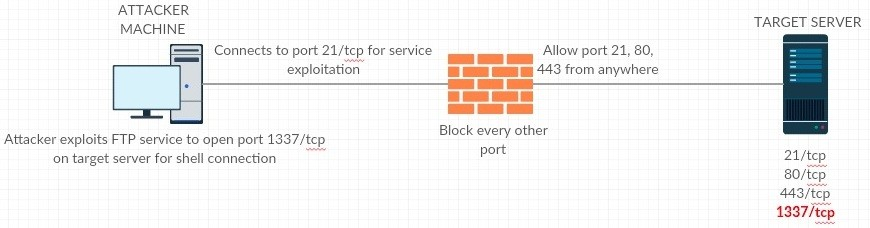 ATTACKER
MACHINE
TARGET SERVER
Connects to port 21/tcp for service
exploitation
Allow port 21, 80,
443 from anywhere
Attacker exploits FTP service to open port 1337/tcp
on target server for shell connection
Block every other
port
21/tcp
80/tcp
443/tcp
1337/tcp